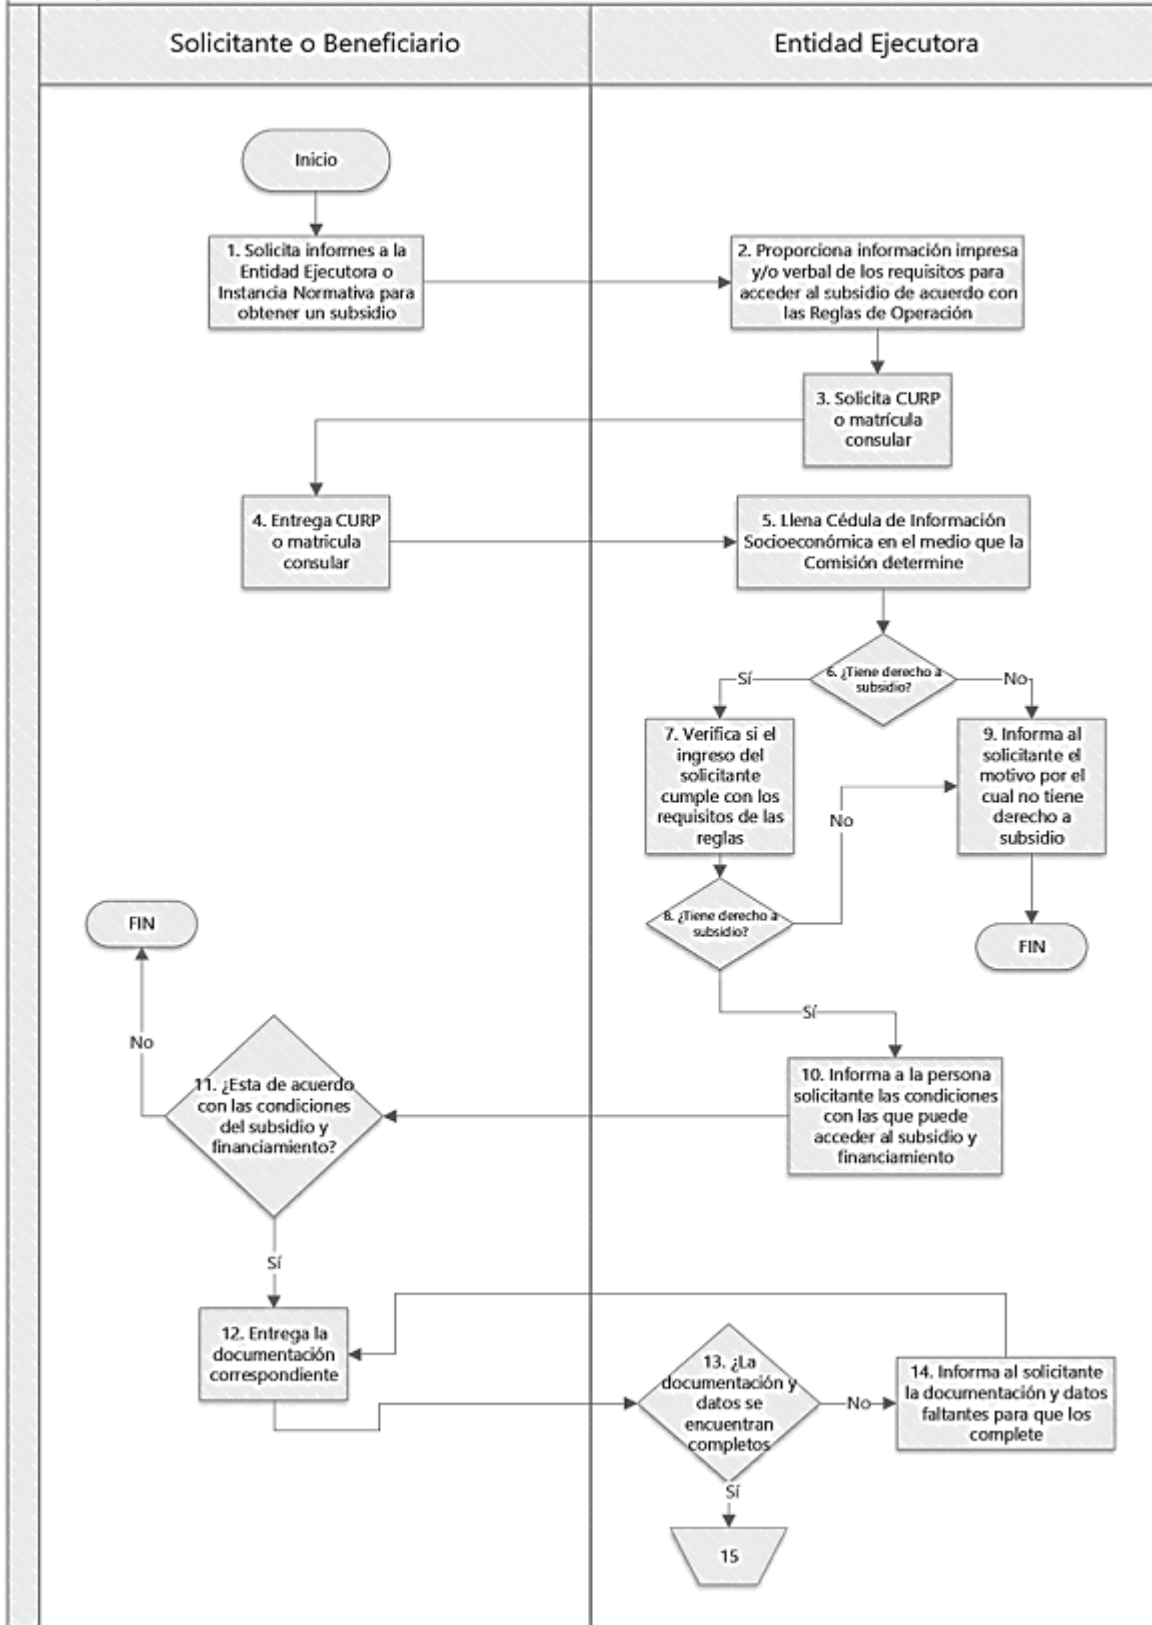 Solicitante o Beneficiario
Entidad Ejecutora
Inicio
1. Solicita informes a la
Entidad Ejecutora o
Instancia Normativa para
obtener un subsidio
2. Proporciona información impresa
y/o verbal de los requisitos para
acceder al subsidio de acuerdo con
las Reglas de Operación
3. Solicita CURP
o matrícula
consular
4. Entrega CURP
o matricula
consular
5. Llena Cédula de Información
Socioeconómica en el medio que la
Comisión determine
6. ¿Tiene derecho a
subsidio?
Sí
No
7. Verifica si el
ingreso del
solicitante
cumple con los
requisitos de las
reglas
9. Informa al
solicitante el
motivo por el
cual no tiene
derecho a
subsidio
No
8. ¿Tiene derecho a
subsidio?
FIN
FIN
Sí
No
10. Informa a la persona
solicitante las condiciones
con las que puede
acceder al subsidio y
financiamiento
11. ¿Esta de acuerdo
con las condiciones
del subsidio y
financiamiento?
Sí
12. Entrega la
documentación
correspondiente
13. ¿La
documentación y
datos se
encuentran
completos
No
14. Informa al solicitante
la documentación y datos
faltantes para que los
complete
Sí
15